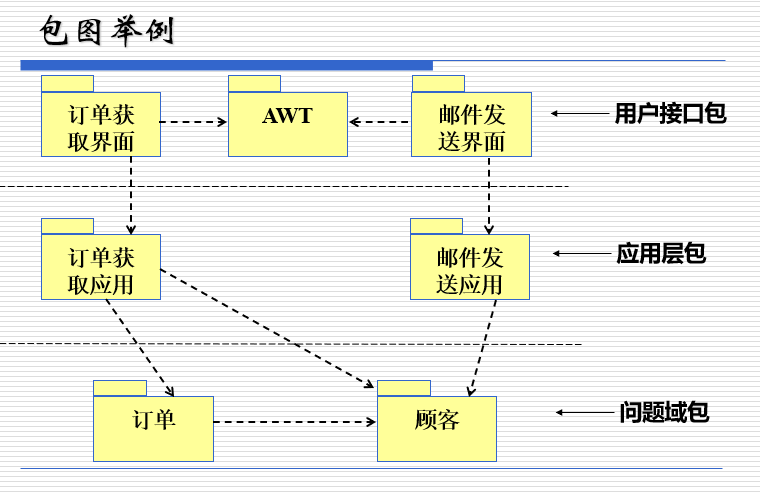 包图举例
订单获
取界面
AWT
邮件发
送界面
用户接口包
订单获
取应用
邮件发
送应用
应用层包
订单
顾客
问题域包